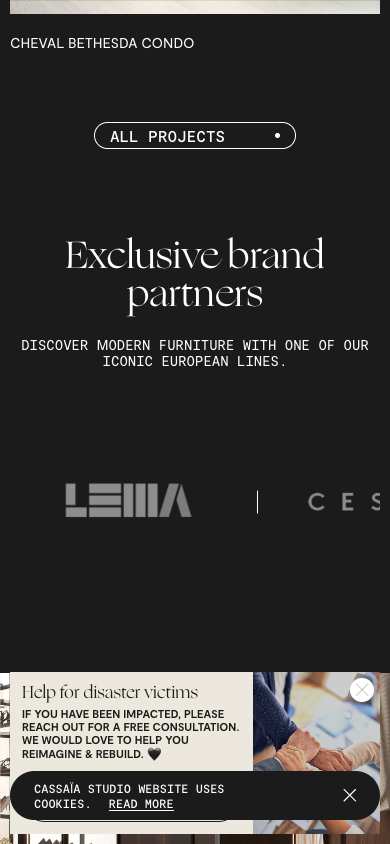 CHEVAL BETHESDA CONDO
ALL PROJECTS
Exclusive brand
partners
DISCOVER MODERN FURNITURE WITH ONE OF OUR
ICONIC EUROPEAN LINES.
LEMA
CES
Help for disaster victims
IF YOU HAVE BEEN IMPACTED, PLEASE
REACH OUT FOR A FREE CONSULTATION.
WE WOULD LOVE TO HELP YOU
REIMAGINE & REBUILD. 🖤
CASSAÏA STUDIO WEBSITE USES
COOKIES. READ MORE